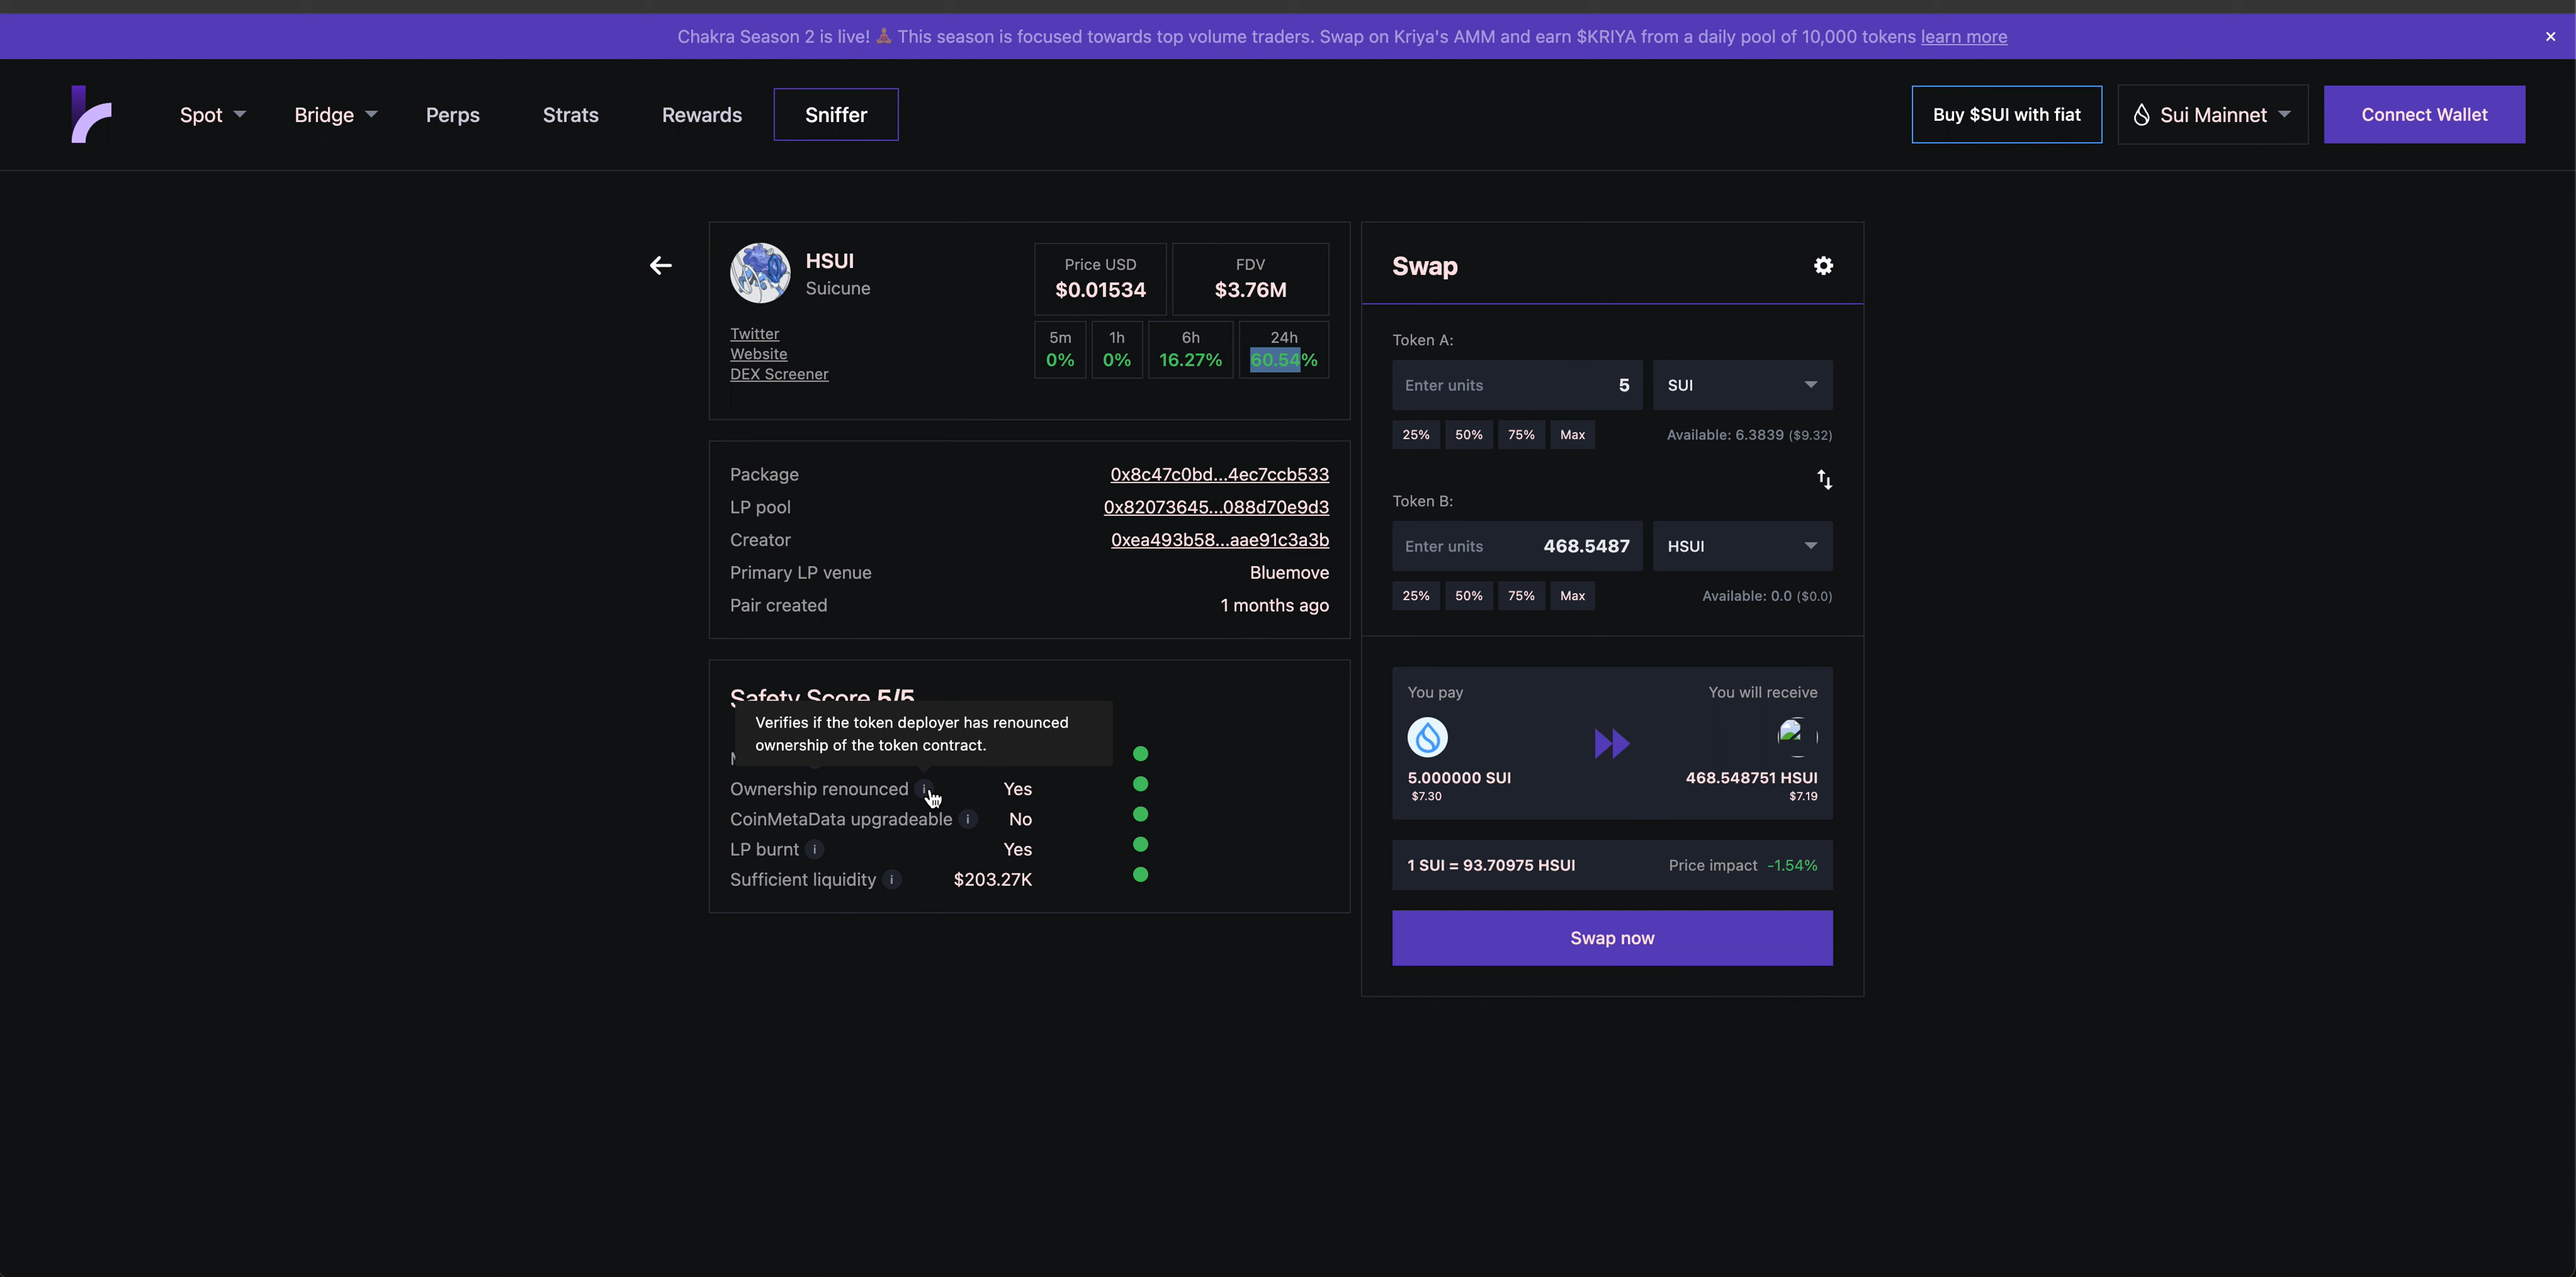 Chakra Season 2 is live! 🧘🏾 This season is focused towards top volume traders. Swap on Kriya's AMM and earn $KRIYA from a daily pool of 10,000 tokens learn more
Spot Bridge Perps Strats Rewards Sniffer Buy $SUI with fiat Sui Mainnet Connect Wallet
HSUI
Suicune
Price USD
$0.01534
FDV
$3.76M
Twitter
Website
DEX Screener
5m
0%
1h
0%
6h
16.27%
24h
60.54%
Package 0x8c47c0bd...4ec7ccb533
LP pool 0x82073645...088d70e9d3
Creator 0xea493b58...aae91c3a3b
Primary LP venue Bluemove
Pair created 1 months ago
Safety Score 5/5
Verifies if the token deployer has renounced
ownership of the token contract.
Ownership renounced i Yes
CoinMetaData upgradeable i No
LP burnt i Yes
Sufficient liquidity i $203.27K
Swap
Token A:
Enter units 5 SUI
25% 50% 75% Max Available: 6.3839 ($9.32)
Token B:
Enter units 468.5487 HSUI
25% 50% 75% Max Available: 0.0 ($0.0)
You pay You will receive
5.000000 SUI 468.548751 HSUI
$7.30 $7.19
1 SUI = 93.70975 HSUI Price impact -1.54%
Swap now